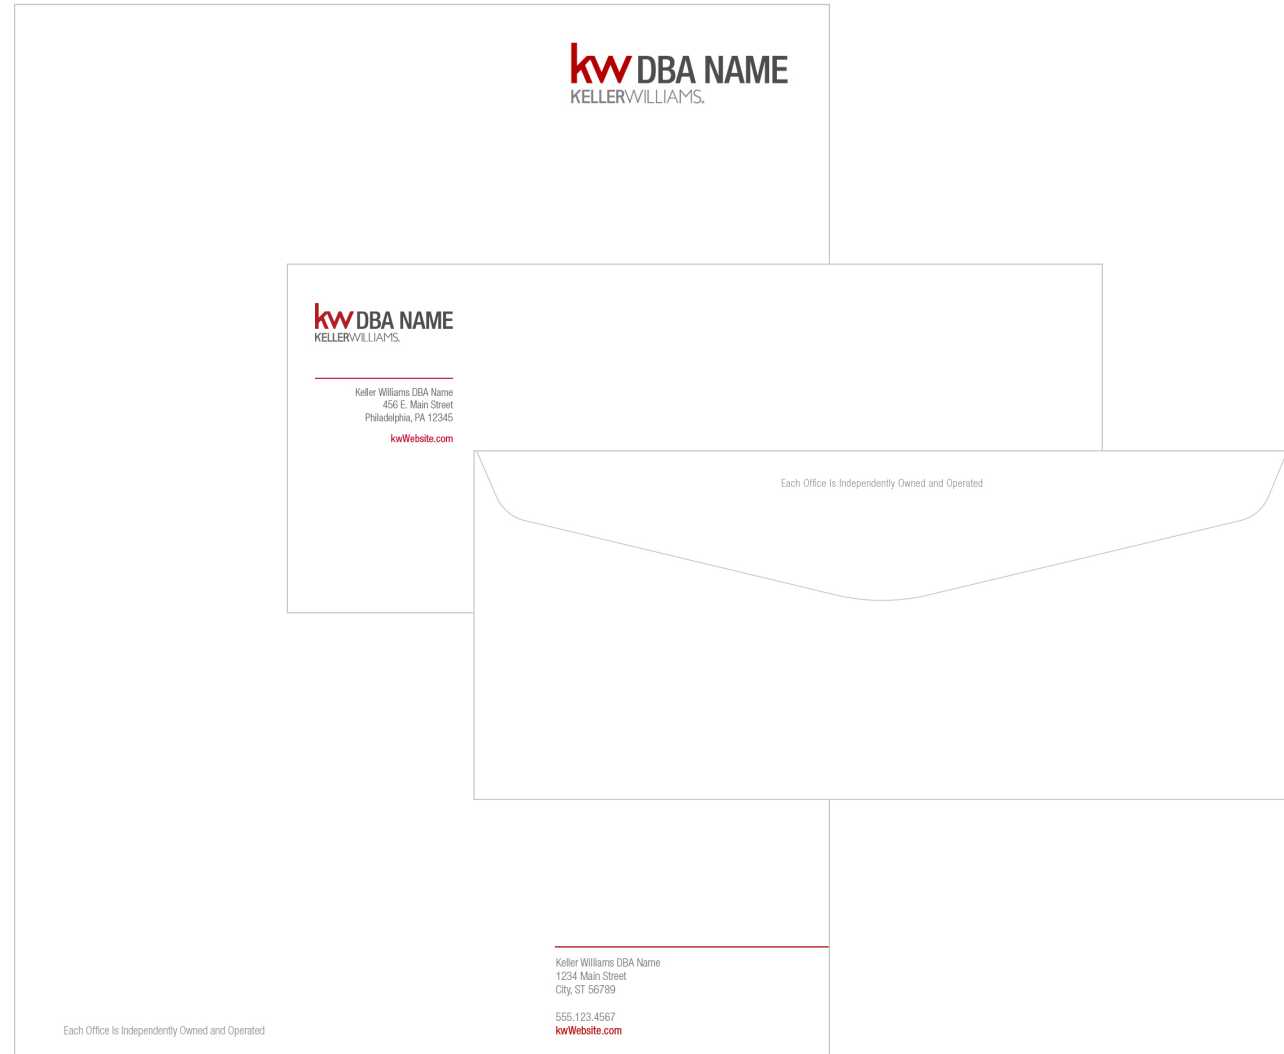 kw DBA NAME
KELLERWILLIAMS®
kw DBA NAME
KELLERWILLIAMS.
Keller Williams DBA Name
456 E. Main Street
Philadelphia, PA 12345
kwWebsite.com
Each Office Is Independently Owned and Operated
Keller Williams DBA Name
1234 Main Street
City, ST 56789
555.123.4567
kwWebsite.com
Each Office Is Independently Owned and Operated